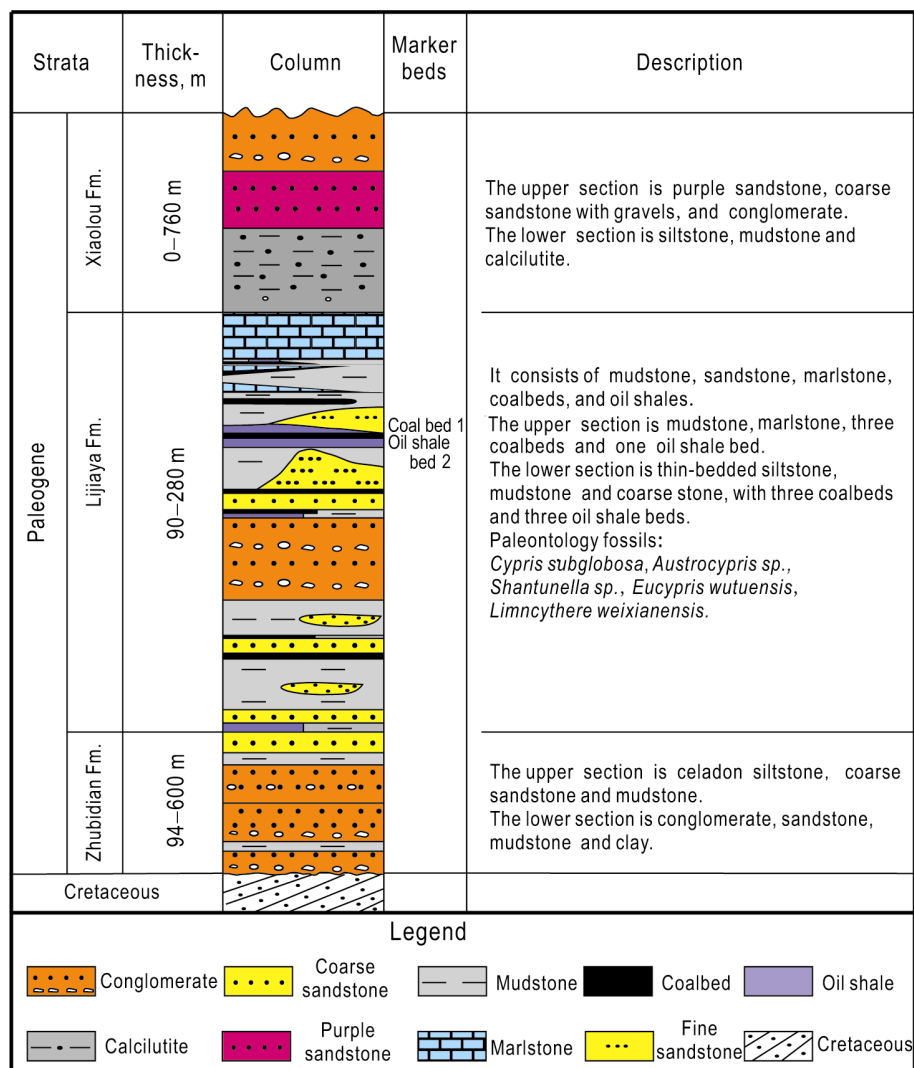 Strata
Thick-
ness, m
Column
Marker
beds
Description
Paleogene
Xiaolou Fm.
0–760 m
The upper section is purple sandstone, coarse
sandstone with gravels, and conglomerate.
The lower section is siltstone, mudstone and
calcilutite.
Lijiaya Fm.
90–280 m
Coal bed 1
Oil shale
bed 2
It consists of mudstone, sandstone, marlstone,
coalbeds, and oil shales.
The upper section is mudstone, marlstone, three
coalbeds and one oil shale bed.
The lower section is thin-bedded siltstone,
mudstone and coarse stone, with three coalbeds
and three oil shale beds.
Paleontology fossils:
Cypris subglobosa, Austrocypris sp.,
Shantunella sp., Eucypris wutuensis,
Limncythere weixianensis.
Zhubidian Fm.
94–600 m
The upper section is celadon siltstone, coarse
sandstone and mudstone.
The lower section is conglomerate, sandstone,
mudstone and clay.
Cretaceous
Legend
Conglomerate
Coarse
sandstone
Mudstone
Coalbed
Oil shale
Calcilutite
Purple
sandstone
Marlstone
Fine
sandstone
Cretaceous